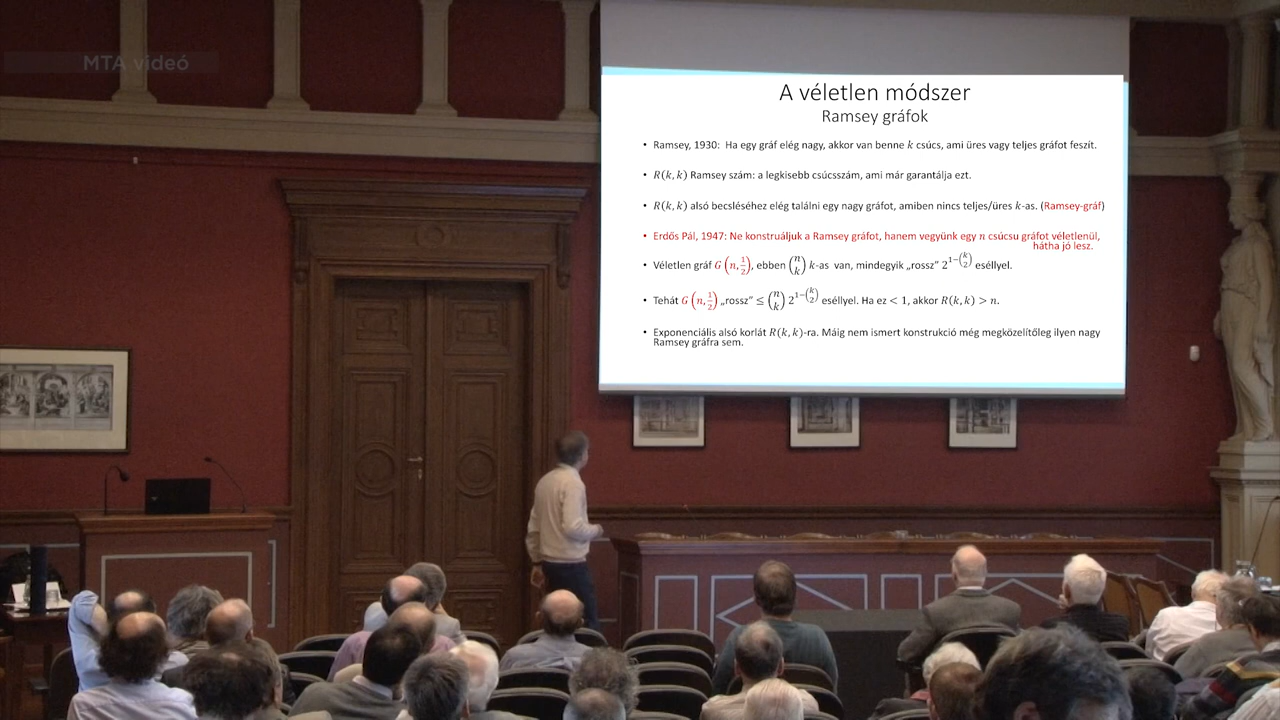 MTA videó
A véletlen módszer
Ramsey gráfok
• Ramsey, 1930: Ha egy gráf elég nagy, akkor van benne k csúcs, ami üres vagy teljes gráfot feszít.
• R(k, k) Ramsey szám: a legkisebb csúcsszám, ami már garantálja ezt.
• R(k, k) alsó becsléséhez elég találni egy nagy gráfot, amiben nincs teljes/üres k-as. (Ramsey-gráf)
• Erdős Pál, 1947: Ne konstruáljuk a Ramsey gráfot, hanem vegyünk egy n csúcsu gráfot véletlenül,
hátha jó lesz.
• Véletlen gráf G(n, 1/2), ebben (n k) k-as van, mindegyik „rossz” 2^{1−(k 2)} eséllyel.
• Tehát G(n, 1/2) „rossz” ≤ (n k) 2^{1−(k 2)} eséllyel. Ha ez < 1, akkor R(k, k) > n.
• Exponenciális alsó korlát R(k, k)-ra. Máig nem ismert konstrukció még megközelítőleg ilyen nagy
Ramsey gráfra sem.